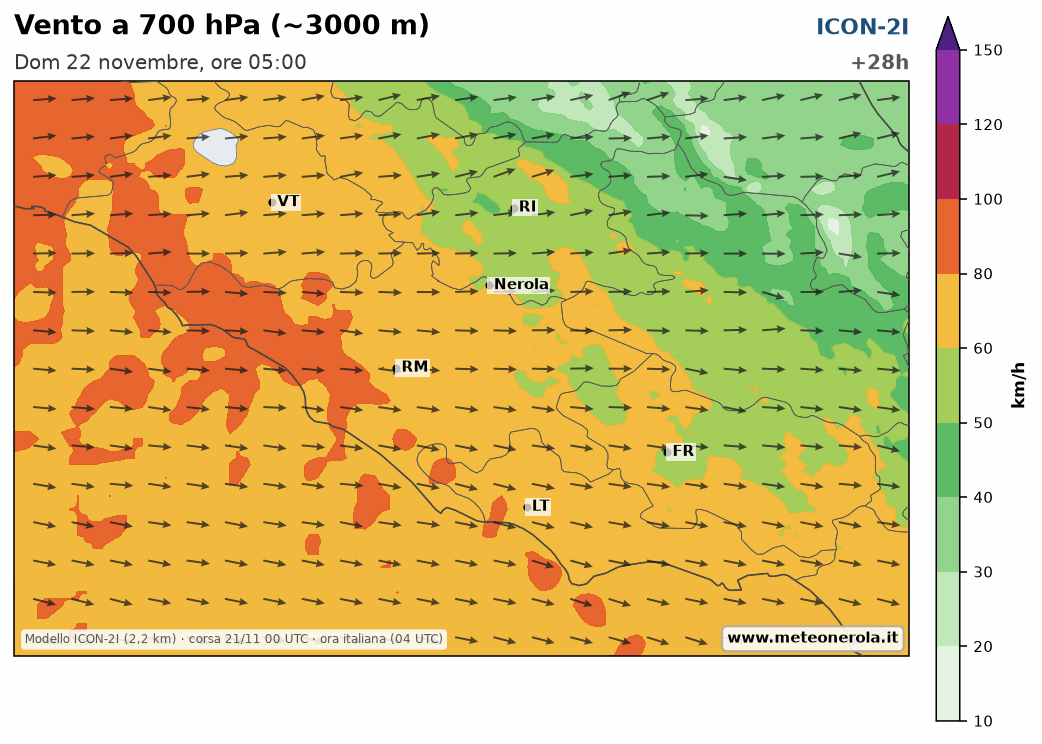 Vento a 700 hPa (~3000 m)
ICON-2I
Dom 22 novembre, ore 05:00
+28h
150
120
100
80
60
50
40
30
20
10
km/h
VT
RI
Nerola
RM
FR
LT
Modello ICON-2I (2,2 km) · corsa 21/11 00 UTC · ora italiana (04 UTC)
www.meteonerola.it